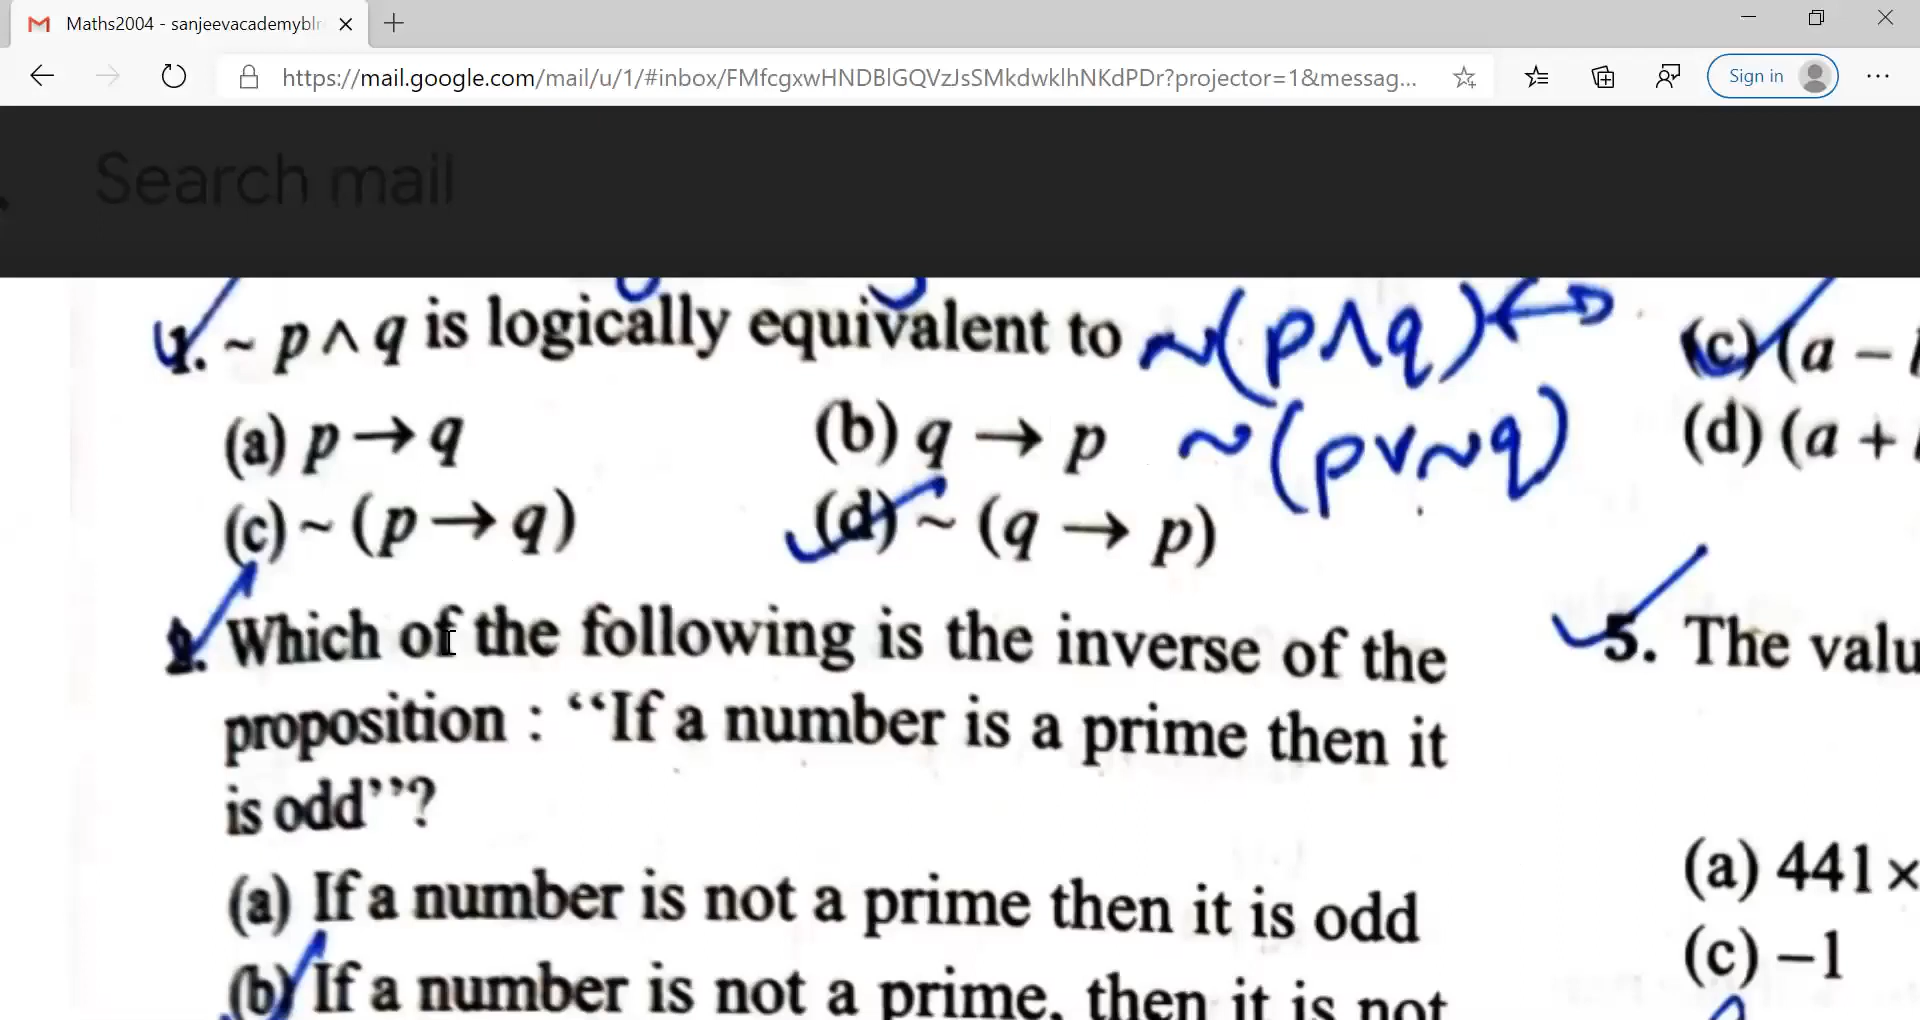 Maths2004 - sanjeevacademyblr
https://mail.google.com/mail/u/1/#inbox/FMfcgxwHNDBlGQVzJsSMkdwklhNKdPDr?projector=1&messag...
Sign in
Search mail
1. ~ p ∧ q is logically equivalent to ~(p∧q)↔
(a) p → q (b) q → p ~(p∨~q)
(c) ~ (p → q) (d) ~ (q → p)
2. Which of the following is the inverse of the
proposition : “If a number is a prime then it
is odd”?
(a) If a number is not a prime then it is odd
(b) If a number is not a prime, then it is not
(c) (a –
(d) (a +
5. The valu
(a) 441 ×
(c) –1